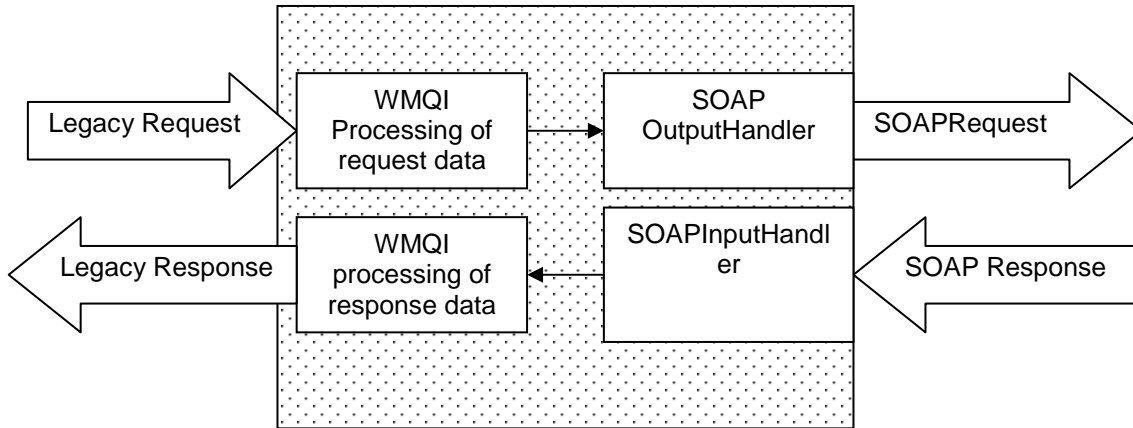 Legacy Request
WMQI
Processing of
request data
SOAP
OutputHandler
SOAPRequest
Legacy Response
WMQI
processing of
response data
SOAPInputHandl
er
SOAP Response